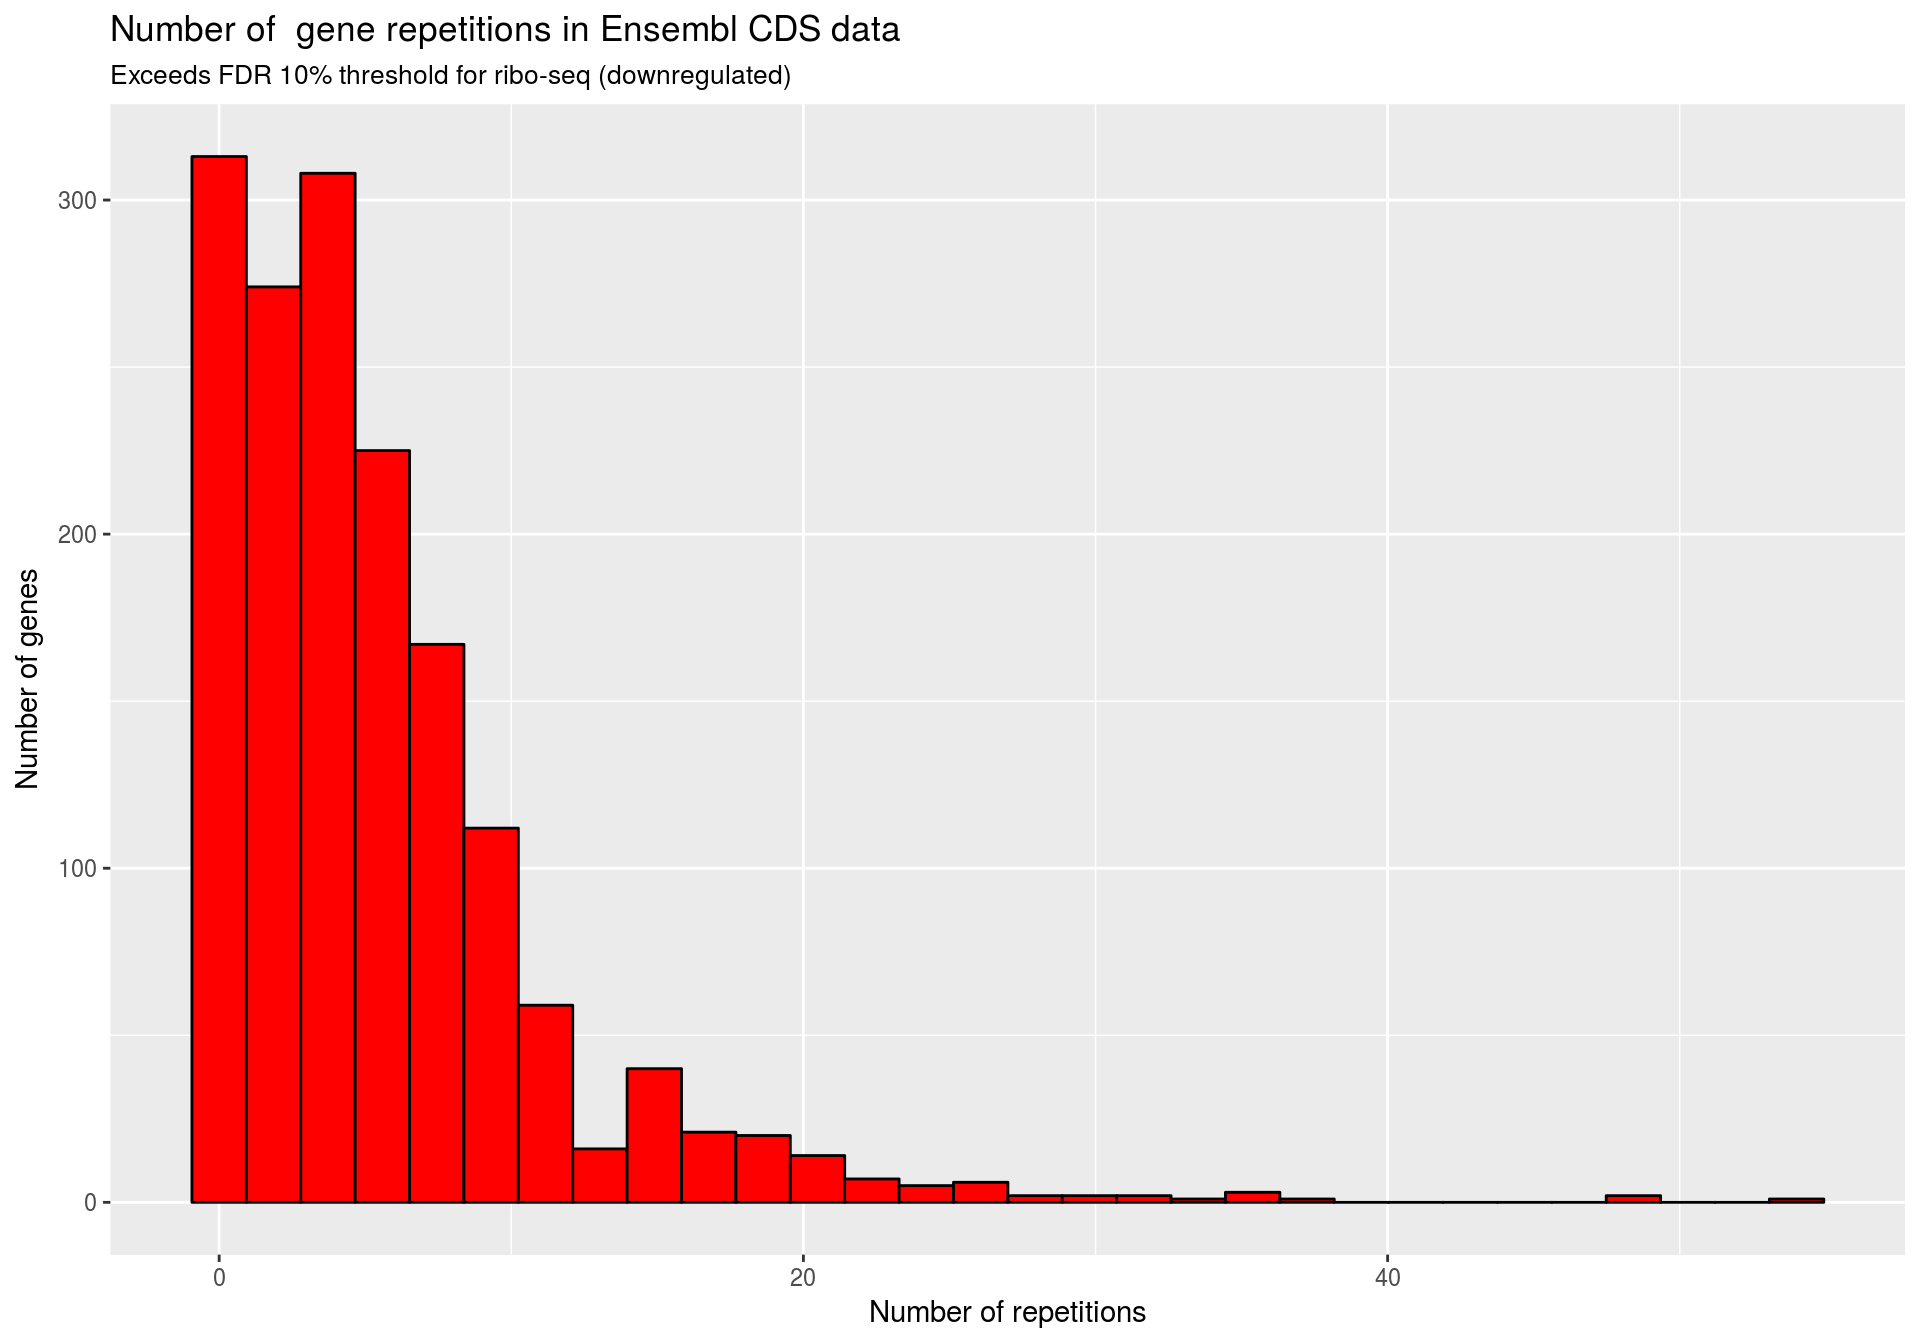 Number of  gene repetitions in Ensembl CDS data
Exceeds FDR 10% threshold for ribo-seq (downregulated)
300
200
100
0
Number of genes
0 20 40
Number of repetitions